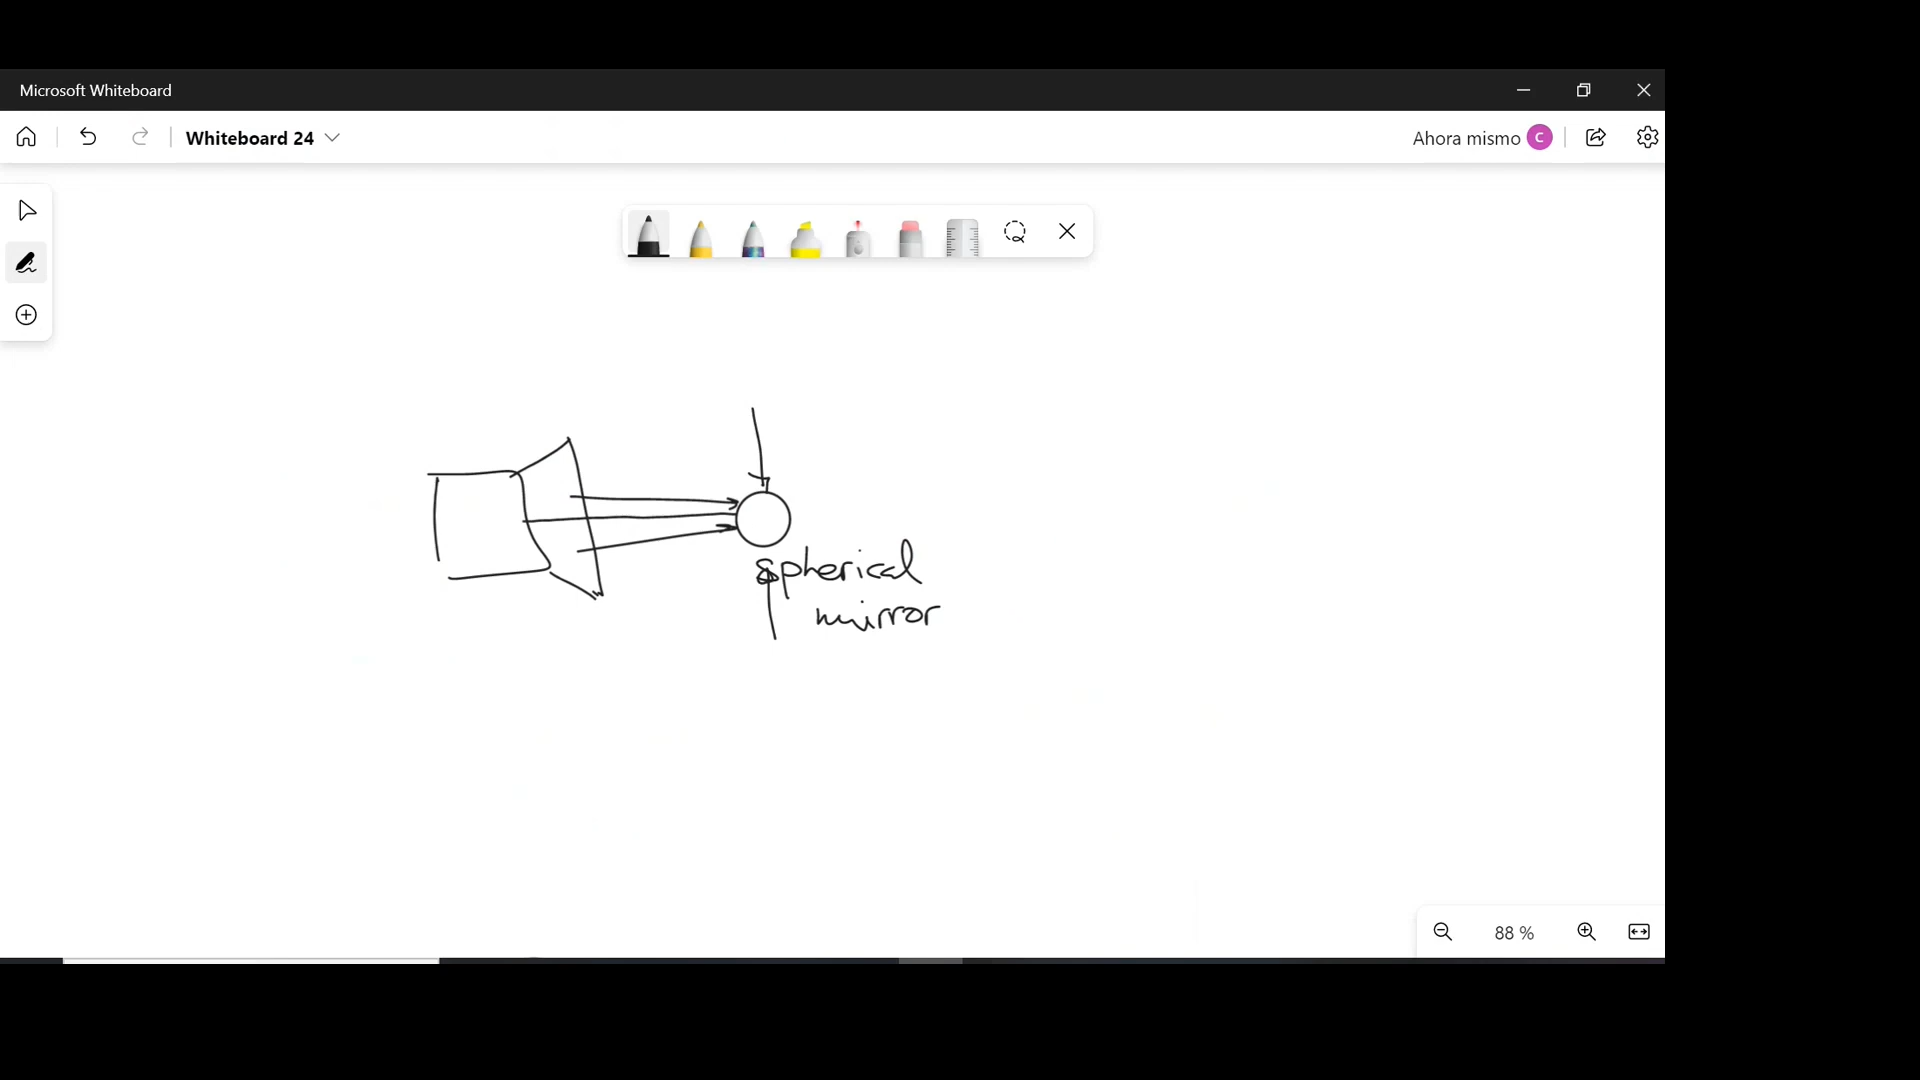 Microsoft Whiteboard
Whiteboard 24
Ahora mismo C
spherical
mirror
88 %